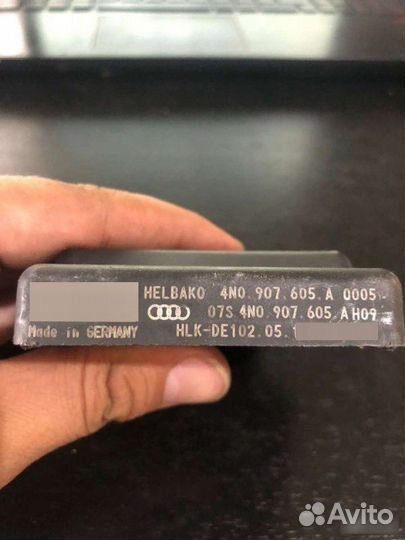 HELBAKO 4N0.907.605.A 0005
07S 4N0.907.605.A H09
Made in GERMANY HLK-DE102.05.
Avito